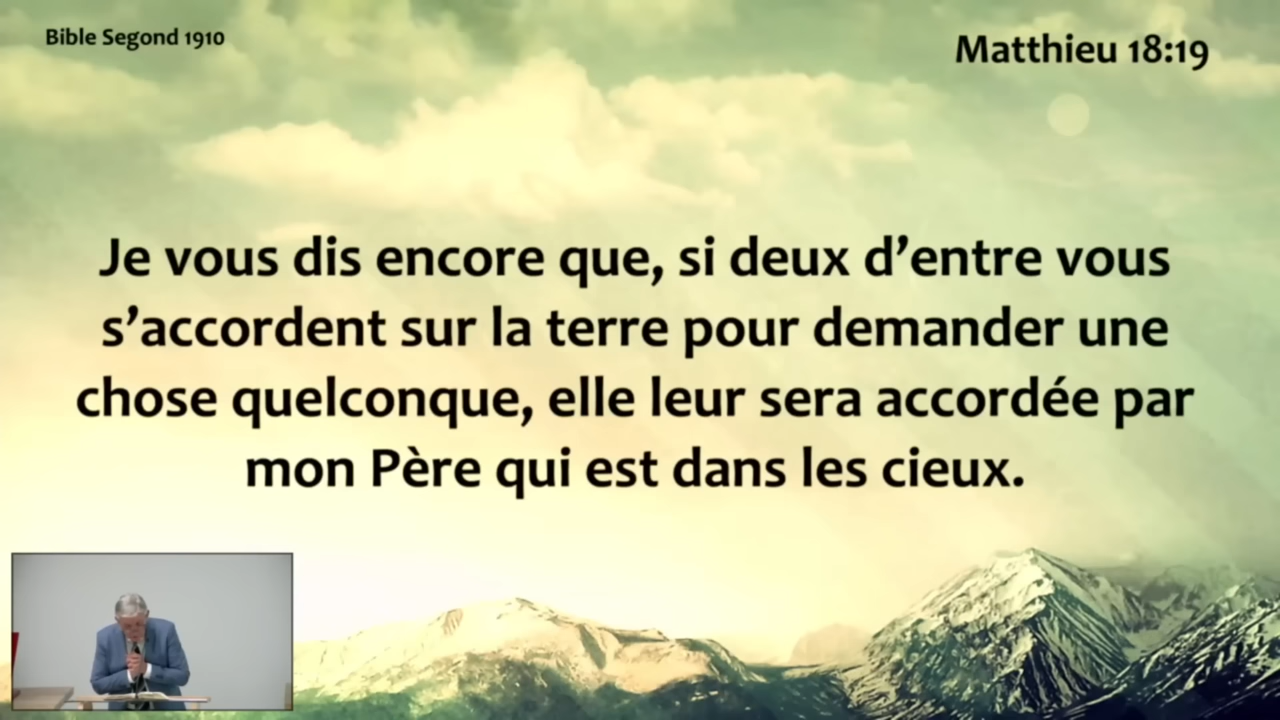 Bible Segond 1910
Matthieu 18:19
Je vous dis encore que, si deux d’entre vous
s’accordent sur la terre pour demander une
chose quelconque, elle leur sera accordée par
mon Père qui est dans les cieux.